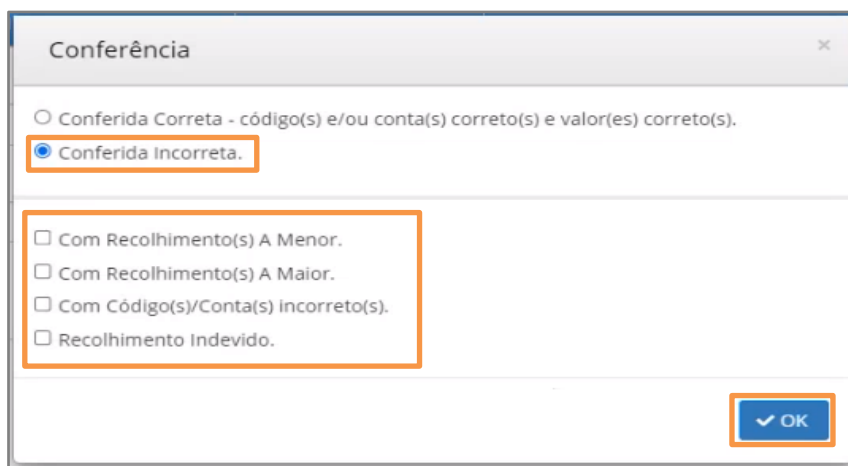 Conferência
×
Conferida Correta - código(s) e/ou conta(s) correto(s) e valor(es) correto(s).
Conferida Incorreta.
Com Recolhimento(s) A Menor.
Com Recolhimento(s) A Maior.
Com Código(s)/Conta(s) incorreto(s).
Recolhimento Indevido.
✔ OK